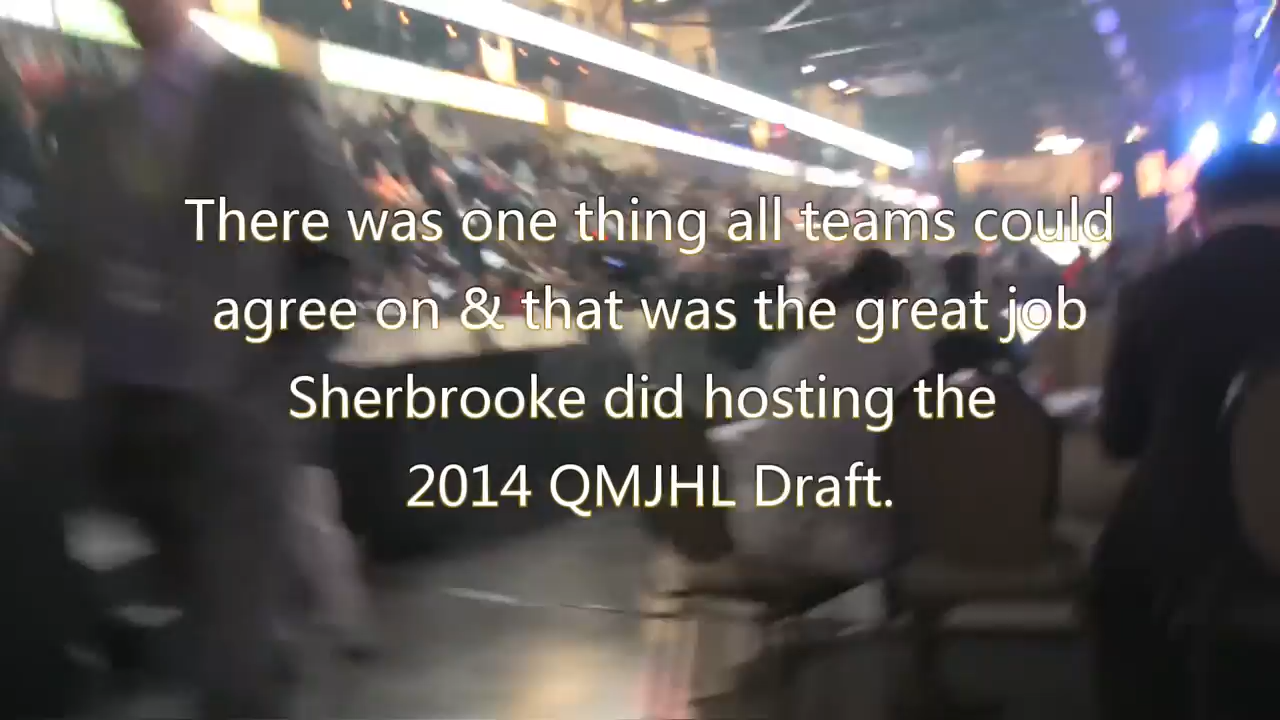 There was one thing all teams could
agree on & that was the great job
Sherbrooke did hosting the
2014 QMJHL Draft.